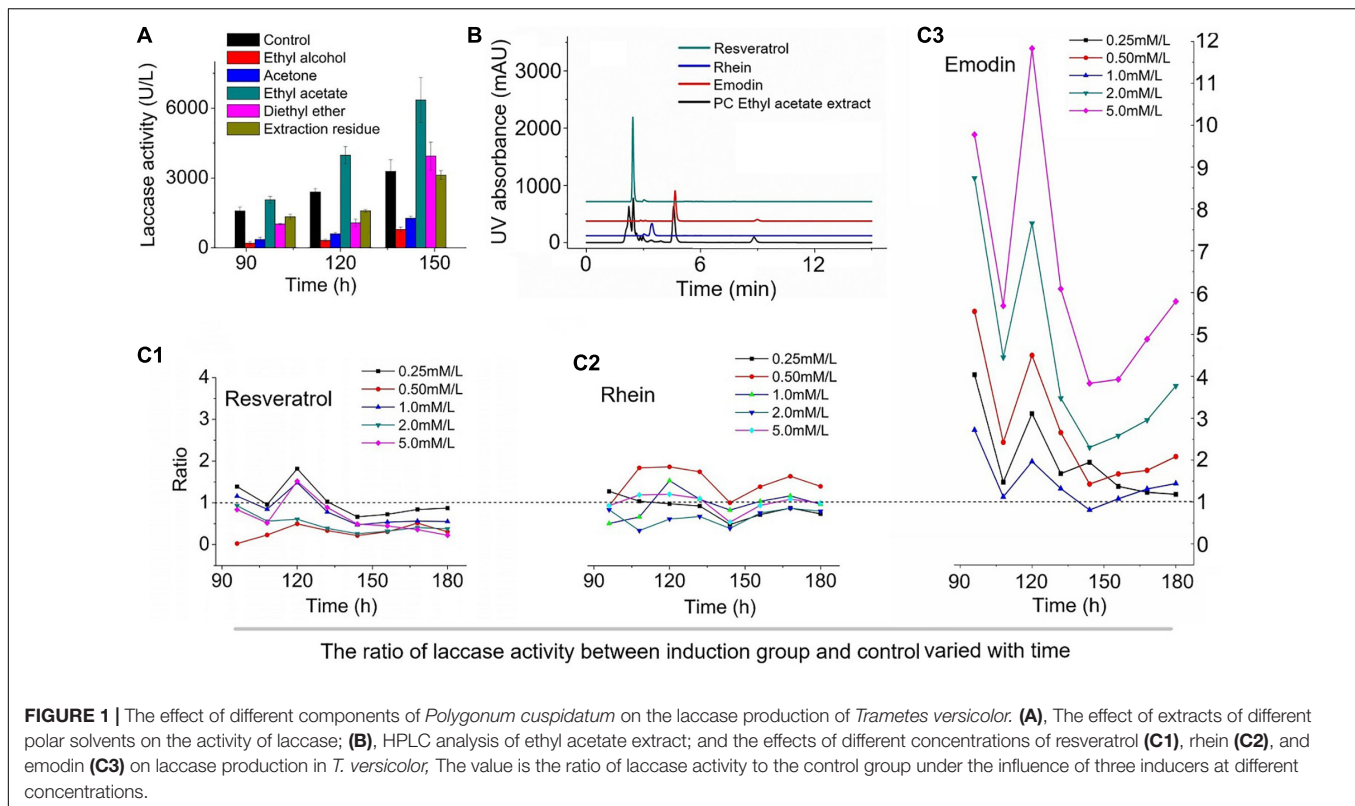 A
Control
Ethyl alcohol
Acetone
Ethyl acetate
Diethyl ether
Extraction residue
Laccase activity (U/L)
6000
3000
0
90
120
150
Time (h)
B
Resveratrol
Rhein
Emodin
PC Ethyl acetate extract
UV absorbance (mAU)
3000
2000
1000
0
0
6
12
Time (min)
C3
Emodin
0.25mM/L
0.50mM/L
1.0mM/L
2.0mM/L
5.0mM/L
12
11
10
9
8
7
6
5
4
3
2
1
0
90
120
150
180
Time (h)
C1
Resveratrol
0.25mM/L
0.50mM/L
1.0mM/L
2.0mM/L
5.0mM/L
Ratio
4
3
2
1
0
90
120
150
180
Time (h)
C2
Rhein
0.25mM/L
0.50mM/L
1.0mM/L
2.0mM/L
5.0mM/L
90
120
150
180
Time (h)
The ratio of laccase activity between induction group and control varied with time
FIGURE 1 | The effect of different components of Polygonum cuspidatum on the laccase production of Trametes versicolor. (A), The effect of extracts of different
polar solvents on the activity of laccase; (B), HPLC analysis of ethyl acetate extract; and the effects of different concentrations of resveratrol (C1), rhein (C2), and
emodin (C3) on laccase production in T. versicolor, The value is the ratio of laccase activity to the control group under the influence of three inducers at different
concentrations.